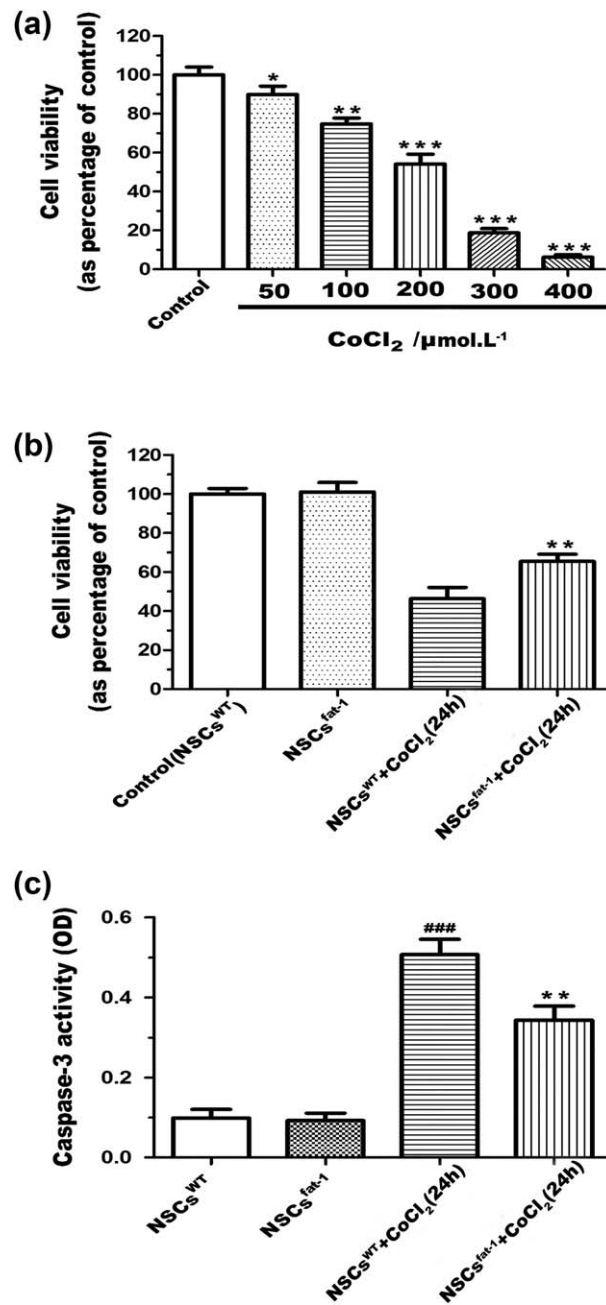 (a)
Cell viability
(as percentage of control)
120
100
80
60
40
20
0
*
**
***
***
***
Control
50 100 200 300 400
CoCl₂ /μmol.L⁻¹
(b)
Cell viability
(as percentage of control)
120
100
80
60
40
20
0
**
Control(NSCsᵂᵀ)
NSCsᶠᵃᵗ⁻¹
NSCsᵂᵀ+CoCl₂(24h)
NSCsᶠᵃᵗ⁻¹+CoCl₂(24h)
(c)
Caspase-3 activity (OD)
0.6
0.4
0.2
0.0
###
**
NSCsᵂᵀ
NSCsᶠᵃᵗ⁻¹
NSCsᵂᵀ+CoCl₂(24h)
NSCsᶠᵃᵗ⁻¹+CoCl₂(24h)